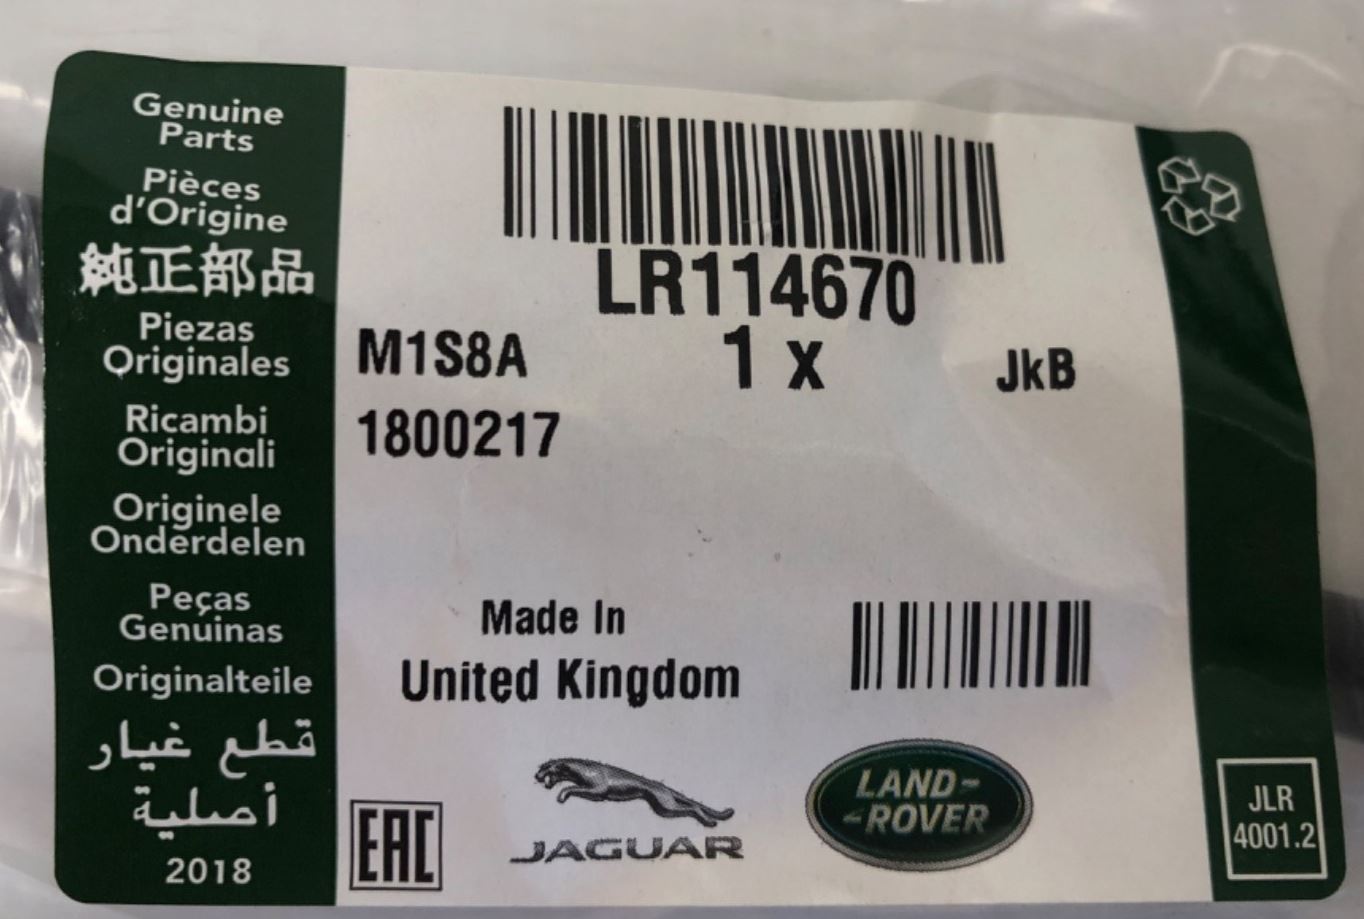 Genuine
Parts
Pièces
d'Origine
純正部品
Piezas
Originales
Ricambi
Originali
Originele
Onderdelen
Peças
Genuinas
Originalteile
قطع غيار
أصلية
2018
LR114670
M1S8A
1 x
JkB
1800217
Made In
United Kingdom
EAC
JAGUAR
LAND-
-ROVER
JLR
4001.2